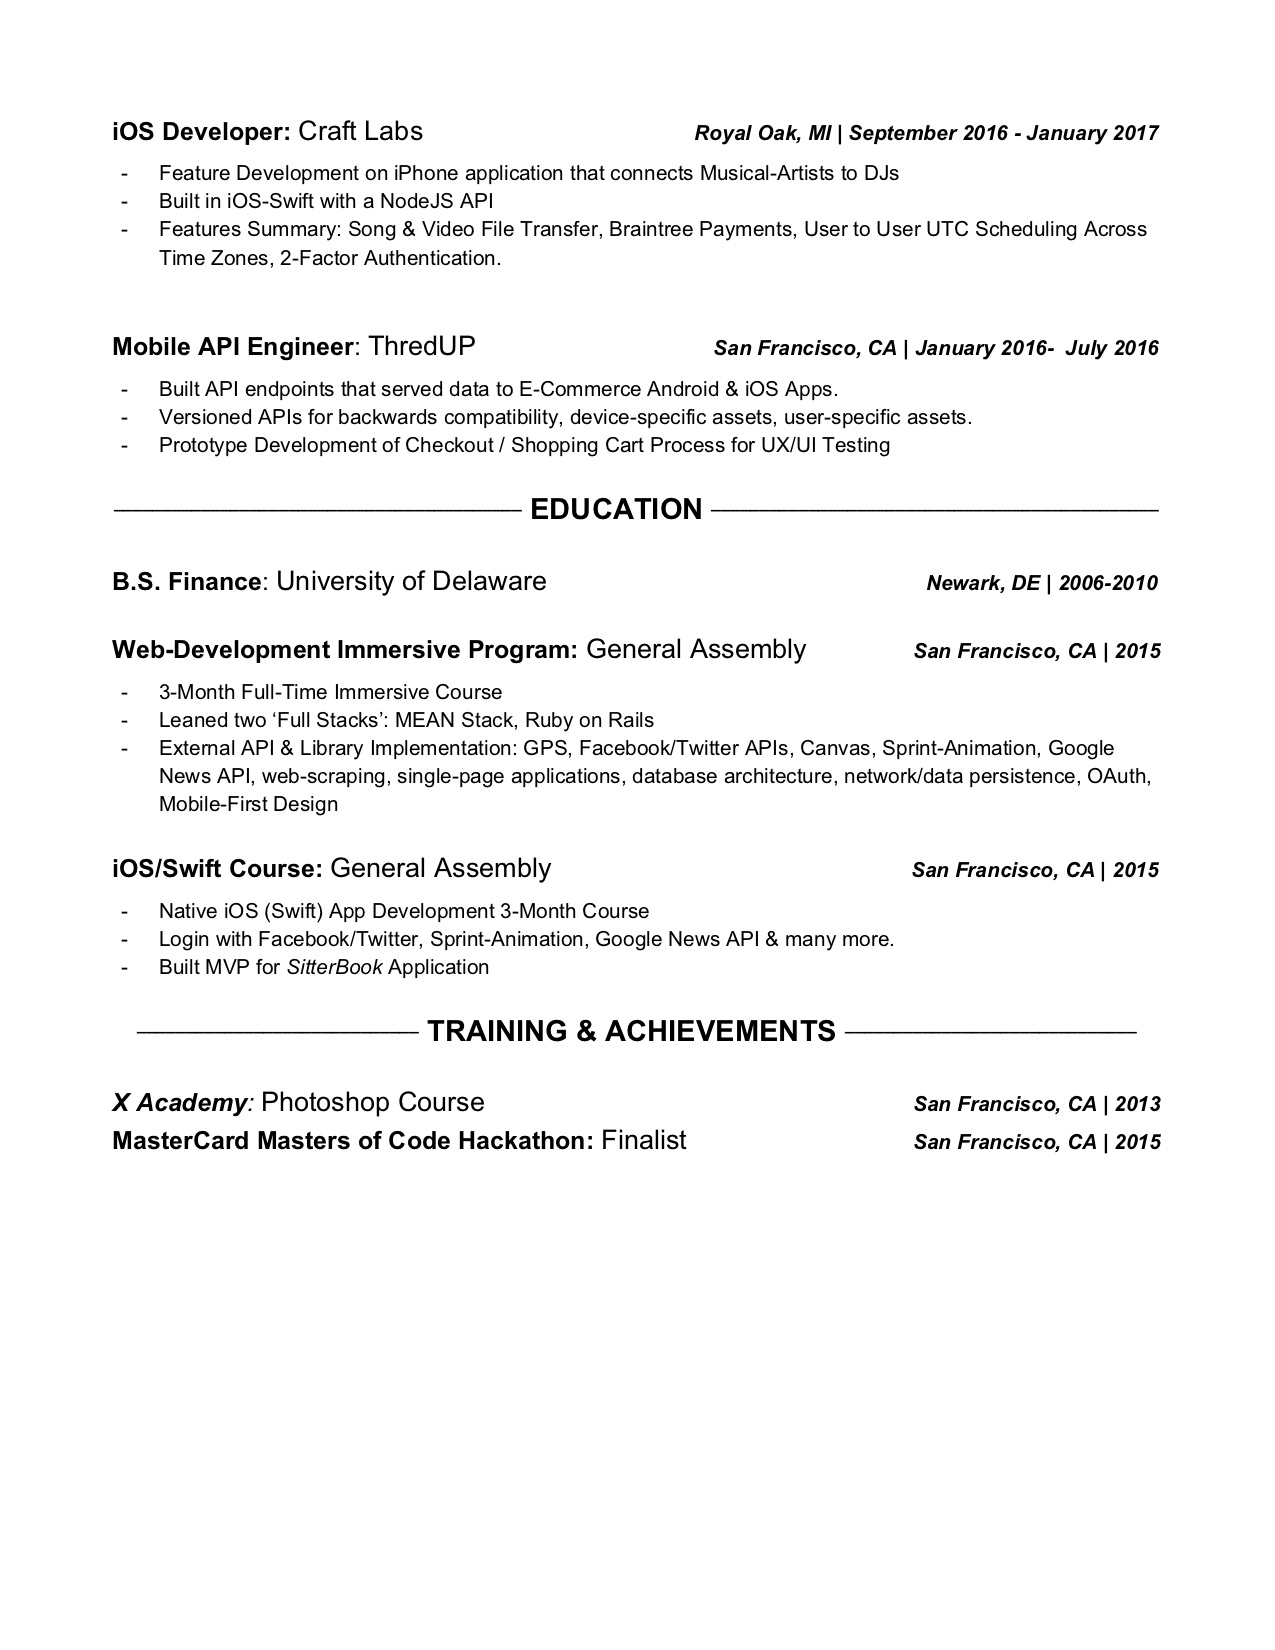 iOS Developer: Craft Labs Royal Oak, MI | September 2016 - January 2017
- Feature Development on iPhone application that connects Musical-Artists to DJs
- Built in iOS-Swift with a NodeJS API
- Features Summary: Song & Video File Transfer, Braintree Payments, User to User UTC Scheduling Across
Time Zones, 2-Factor Authentication.
Mobile API Engineer: ThredUP San Francisco, CA | January 2016-  July 2016
- Built API endpoints that served data to E-Commerce Android & iOS Apps.
- Versioned APIs for backwards compatibility, device-specific assets, user-specific assets.
- Prototype Development of Checkout / Shopping Cart Process for UX/UI Testing
EDUCATION
B.S. Finance: University of Delaware Newark, DE | 2006-2010
Web-Development Immersive Program: General Assembly San Francisco, CA | 2015
- 3-Month Full-Time Immersive Course
- Leaned two ‘Full Stacks’: MEAN Stack, Ruby on Rails
- External API & Library Implementation: GPS, Facebook/Twitter APIs, Canvas, Sprint-Animation, Google
News API, web-scraping, single-page applications, database architecture, network/data persistence, OAuth,
Mobile-First Design
iOS/Swift Course: General Assembly San Francisco, CA | 2015
- Native iOS (Swift) App Development 3-Month Course
- Login with Facebook/Twitter, Sprint-Animation, Google News API & many more.
- Built MVP for SitterBook Application
TRAINING & ACHIEVEMENTS
X Academy: Photoshop Course San Francisco, CA | 2013
MasterCard Masters of Code Hackathon: Finalist San Francisco, CA | 2015